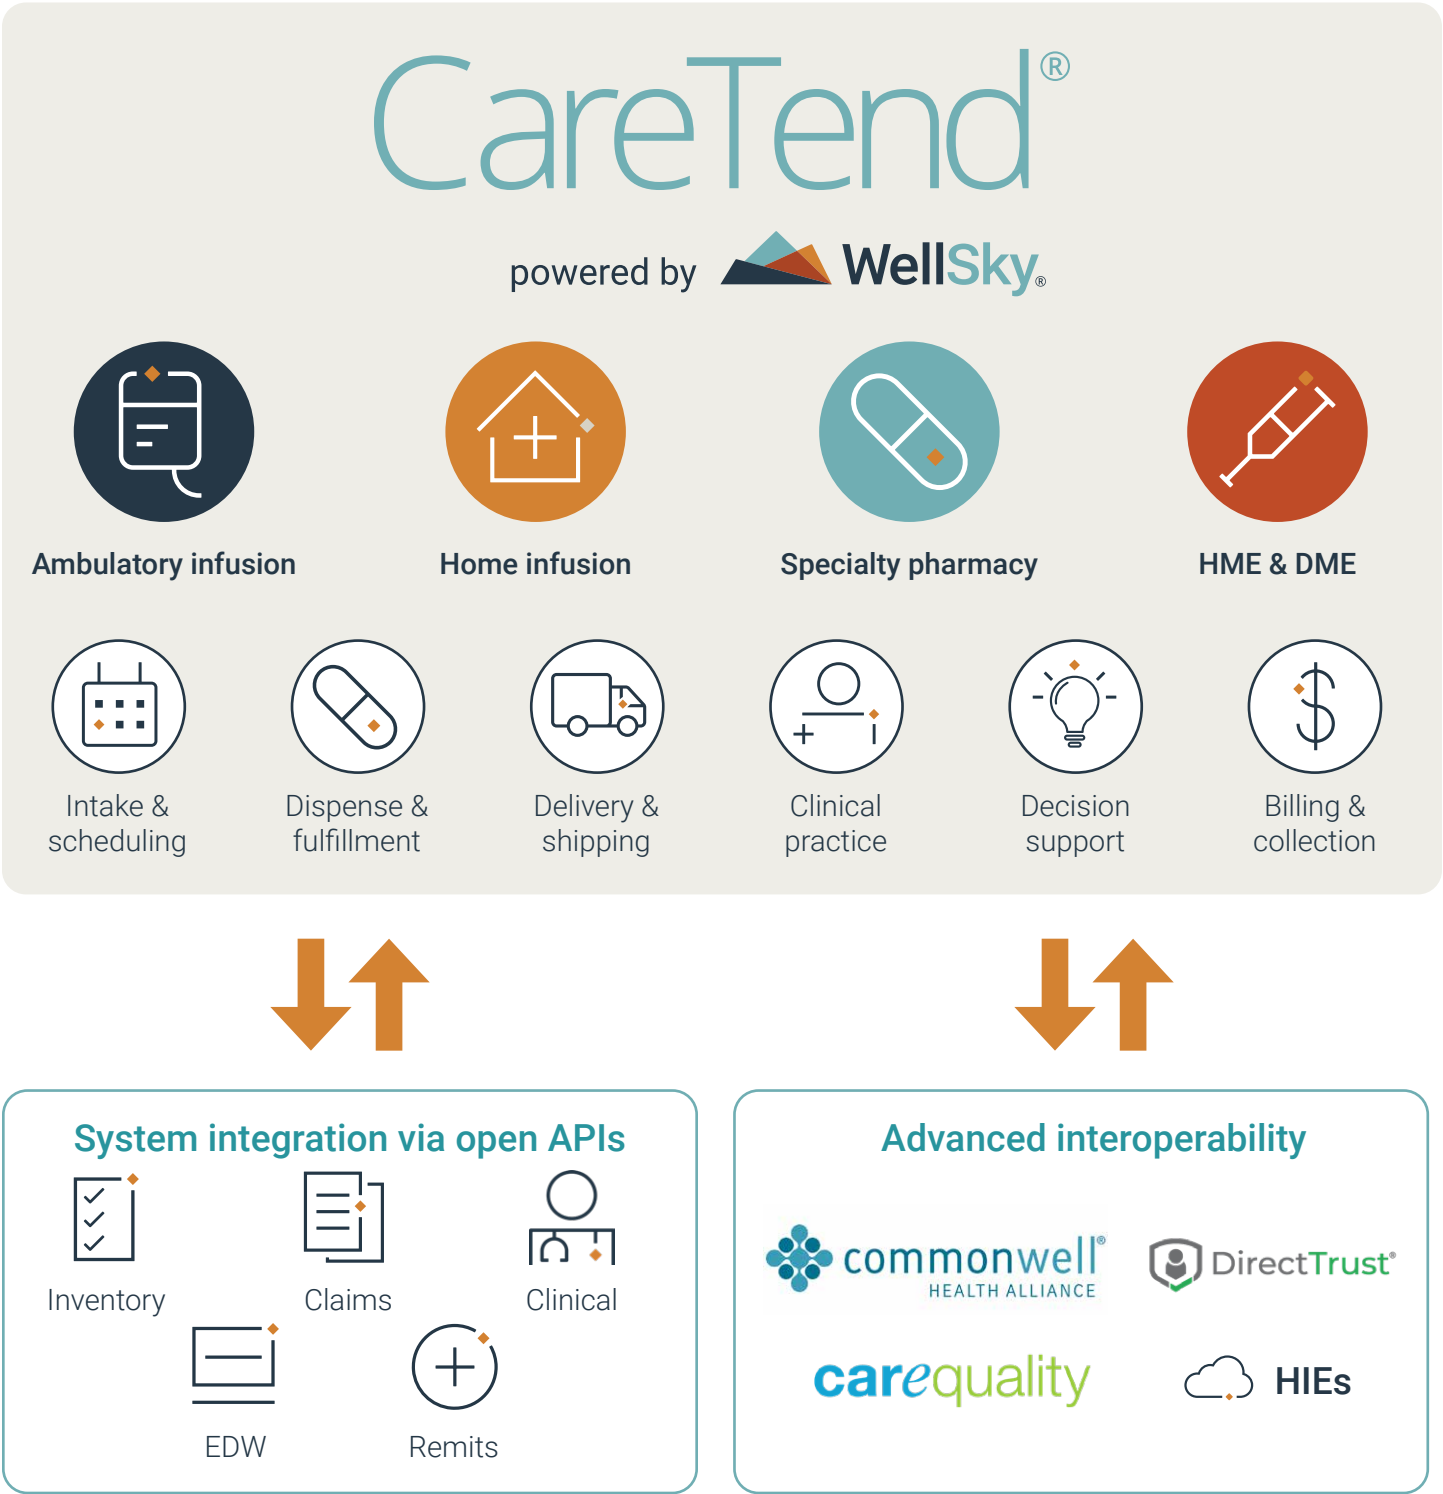 CareTend®
powered by WellSky®
Ambulatory infusion
Home infusion
Specialty pharmacy
HME & DME
Intake &
scheduling
Dispense &
fulfillment
Delivery &
shipping
Clinical
practice
Decision
support
Billing &
collection
System integration via open APIs
Inventory
Claims
Clinical
EDW
Remits
Advanced interoperability
commonwell®
HEALTH ALLIANCE
DirectTrust®
carequality
HIEs